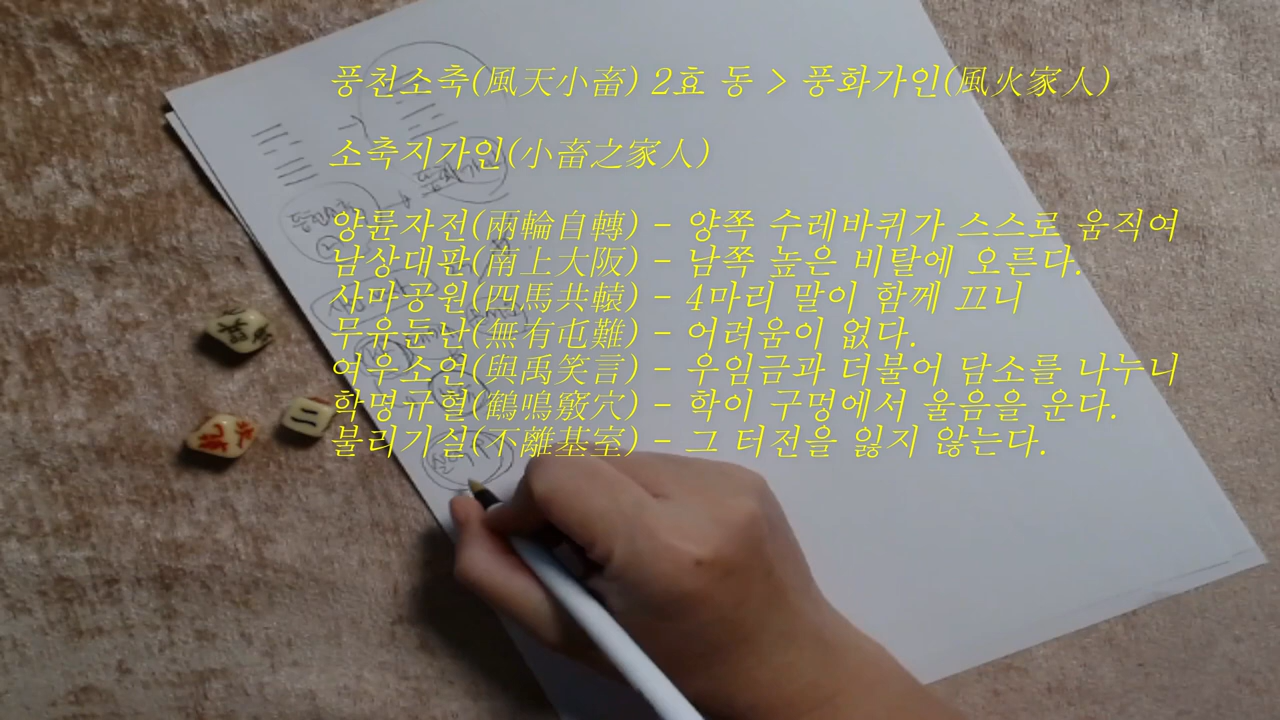 풍천소축(風天小畜) 2효 동 > 풍화가인(風火家人)
소축지가인(小畜之家人)
양륜자전(兩輪自轉) - 양쪽 수레바퀴가 스스로 움직여
남상대판(南上大阪) - 남쪽 높은 비탈에 오른다.
사마공원(四馬共轅) - 4마리 말이 함께 끄니
무유둔난(無有屯難) - 어려움이 없다.
여우소언(與禹笑言) - 우임금과 더불어 담소를 나누니
학명규혈(鶴鳴竅穴) - 학이 구멍에서 울음을 운다.
불리기실(不離基室) - 그 터전을 잃지 않는다.
二